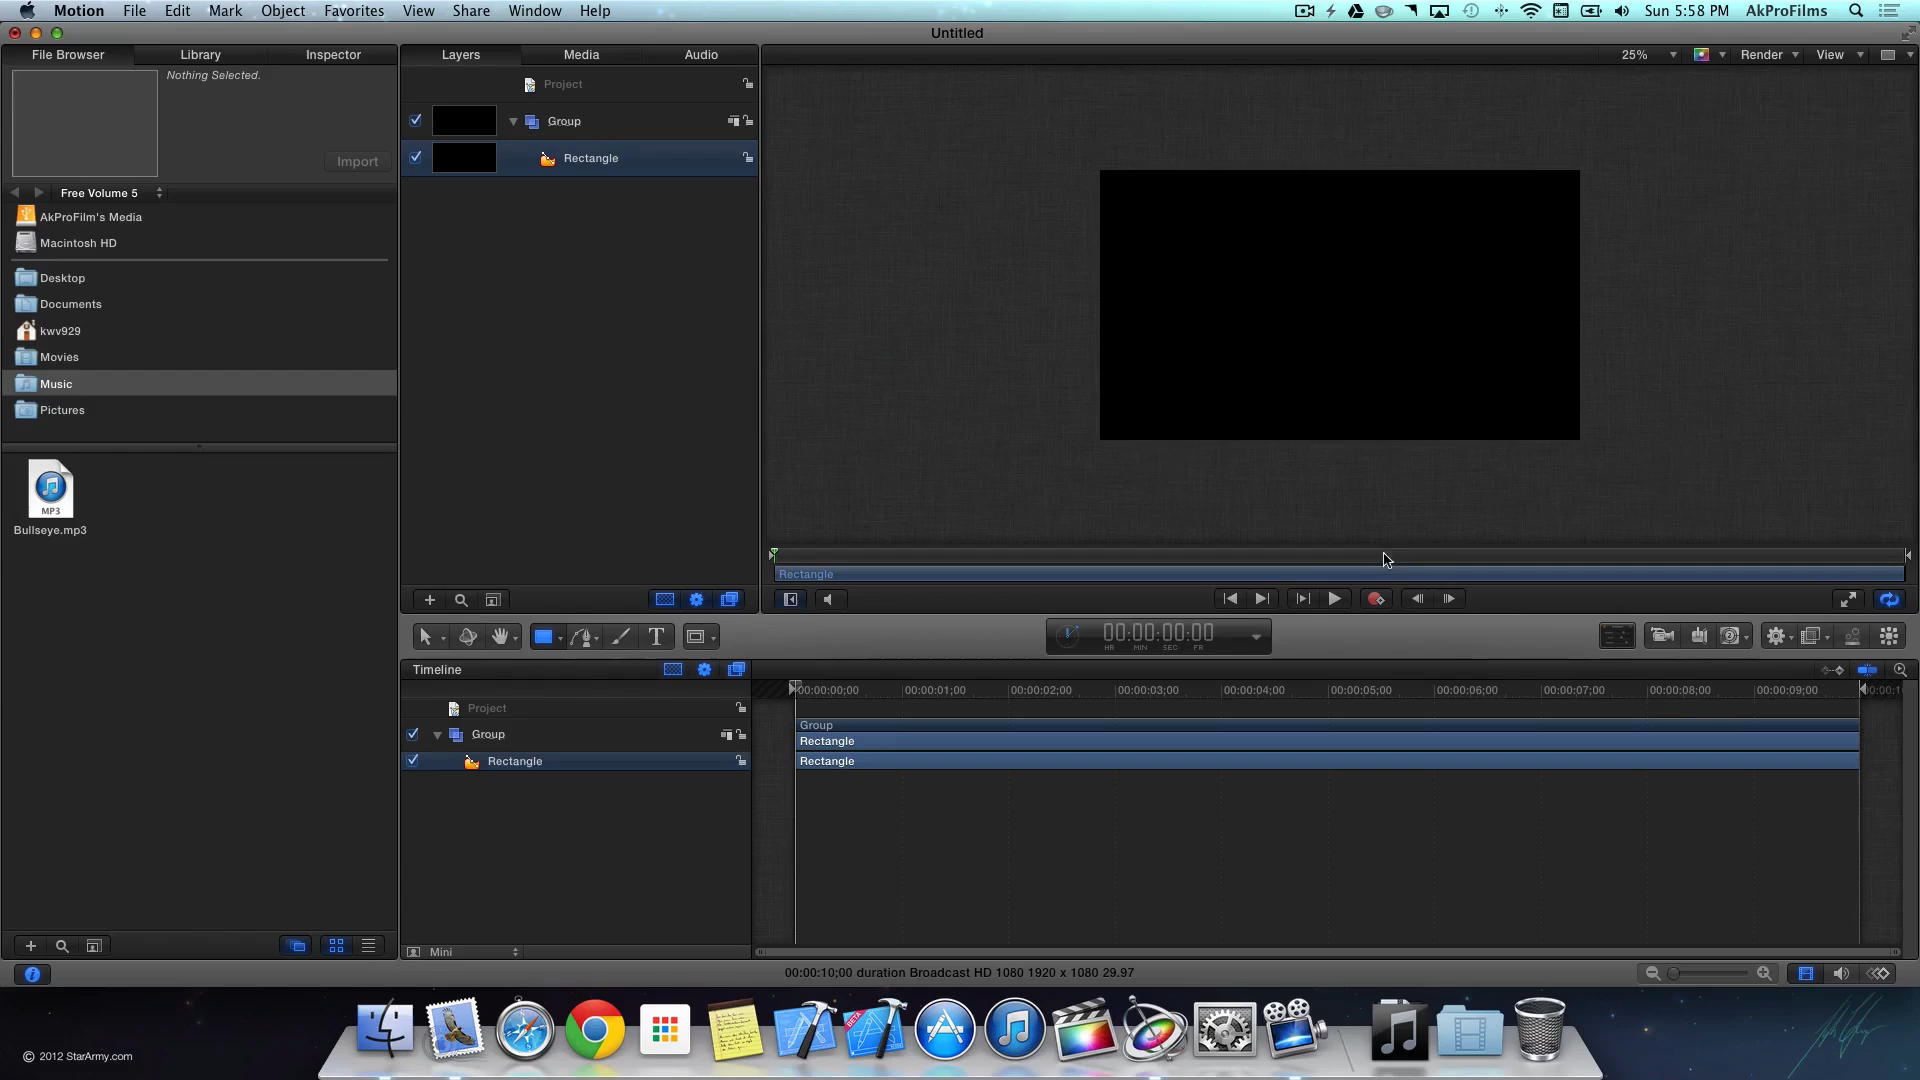 Motion File Edit Mark Object Favorites View Share Window Help
Sun 5:58 PM AkProFilms
Untitled
File Browser Library Inspector
Layers Media Audio
25% Render View
Nothing Selected.
Import
Project
Group
Rectangle
Free Volume 5
AkProFilm's Media
Macintosh HD
Desktop
Documents
kwv929
Movies
Music
Pictures
MP3
Bullseye.mp3
Rectangle
00:00:00:00
HR MIN SEC FR
Timeline
00:00:00;00 00:00:01;00 00:00:02;00 00:00:03;00 00:00:04;00 00:00:05;00 00:00:06;00 00:00:07;00 00:00:08;00 00:00:09;00 00:00:1
Project
Group
Rectangle
Group
Rectangle
Rectangle
Mini
00:00:10;00 duration Broadcast HD 1080 1920 x 1080 29.97
BETA
© 2012 StarArmy.com